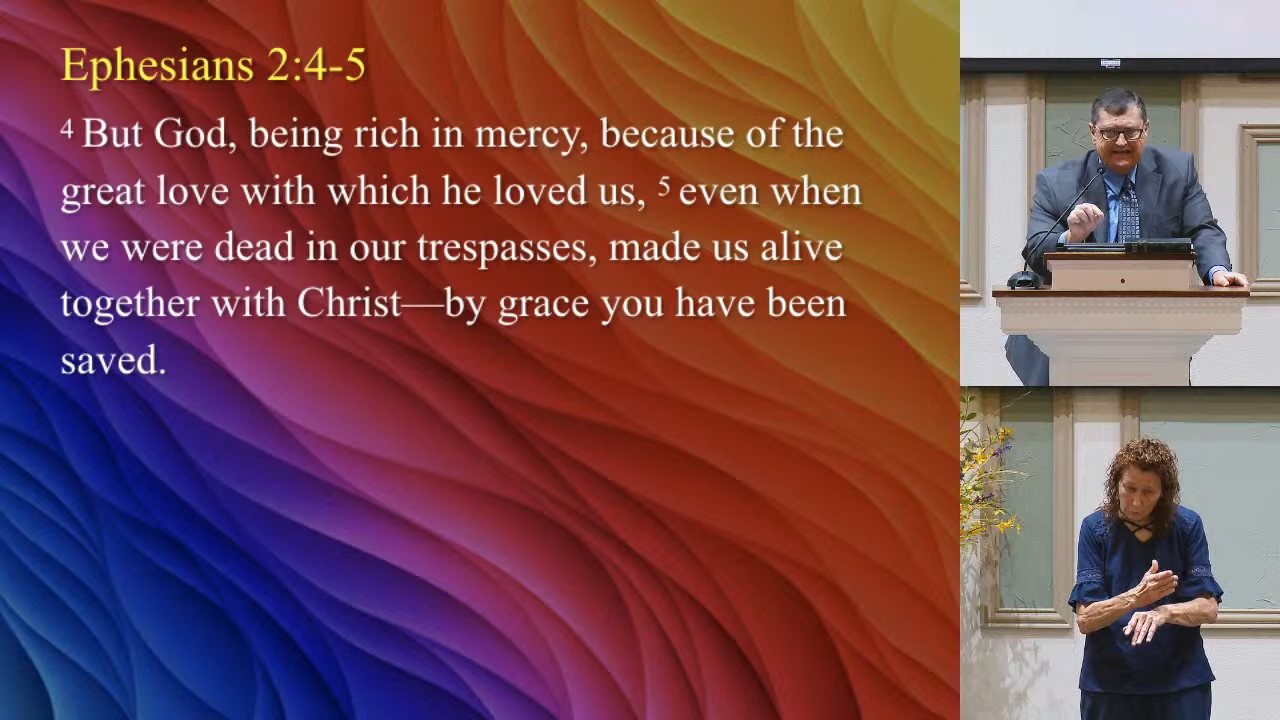 Ephesians 2:4-5
4 But God, being rich in mercy, because of the
great love with which he loved us, 5 even when
we were dead in our trespasses, made us alive
together with Christ—by grace you have been
saved.